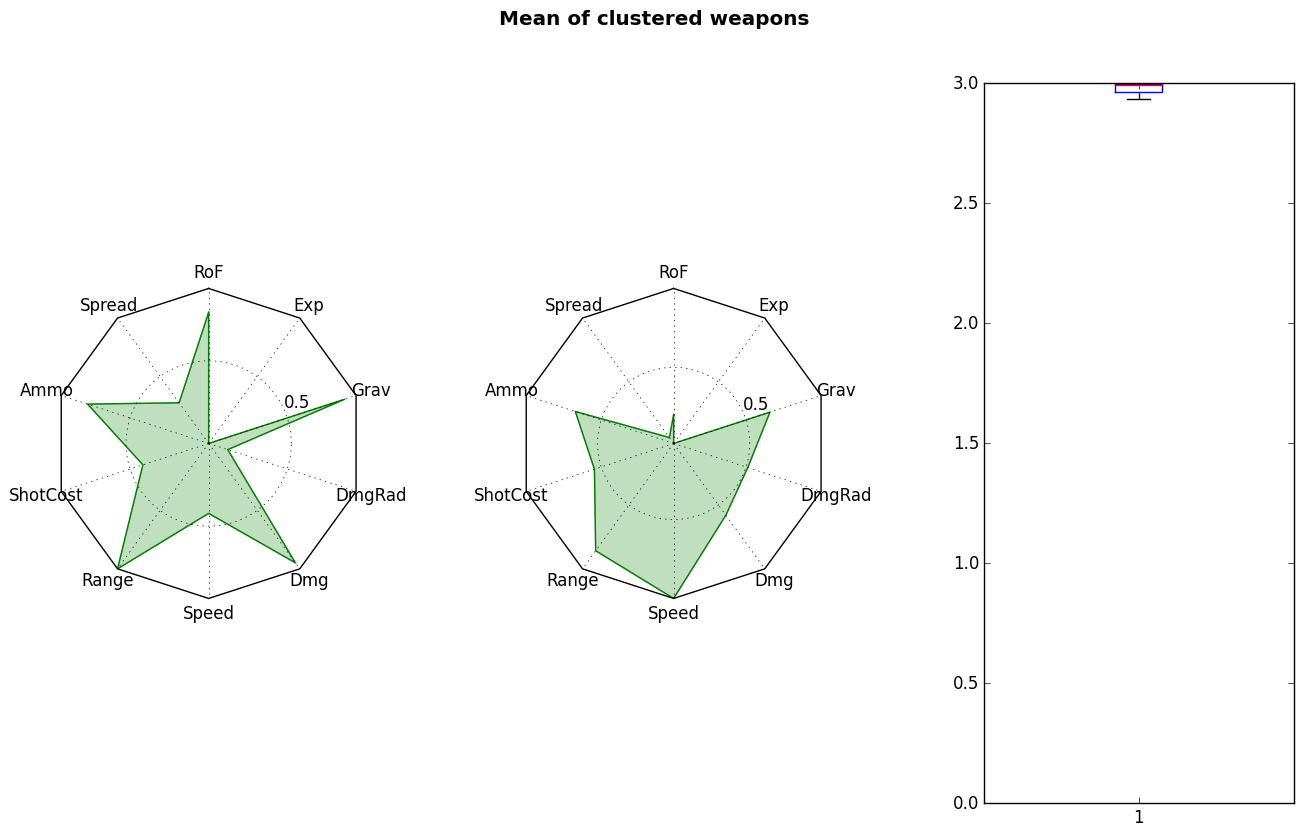 Mean of clustered weapons
RoF
Exp
Spread
Grav
0.5
Ammo
DmgRad
ShotCost
Dmg
Range
Speed
RoF
Exp
Spread
Grav
0.5
Ammo
DmgRad
ShotCost
Dmg
Range
Speed
3.0
2.5
2.0
1.5
1.0
0.5
0.0
1